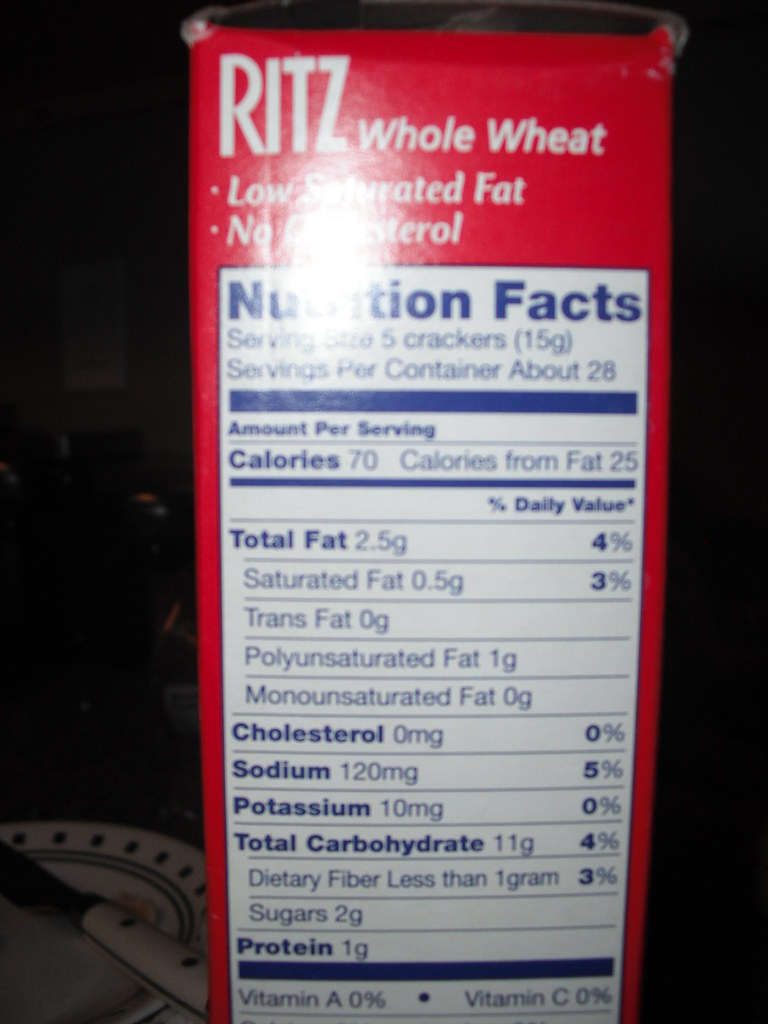 RITZ Whole Wheat
· Low Saturated Fat
· No Cholesterol
Nutrition Facts
Serving Size 5 crackers (15g)
Servings Per Container About 28
Amount Per Serving
Calories 70 Calories from Fat 25
% Daily Value*
Total Fat 2.5g 4%
Saturated Fat 0.5g 3%
Trans Fat 0g
Polyunsaturated Fat 1g
Monounsaturated Fat 0g
Cholesterol 0mg 0%
Sodium 120mg 5%
Potassium 10mg 0%
Total Carbohydrate 11g 4%
Dietary Fiber Less than 1gram 3%
Sugars 2g
Protein 1g
Vitamin A 0% • Vitamin C 0%